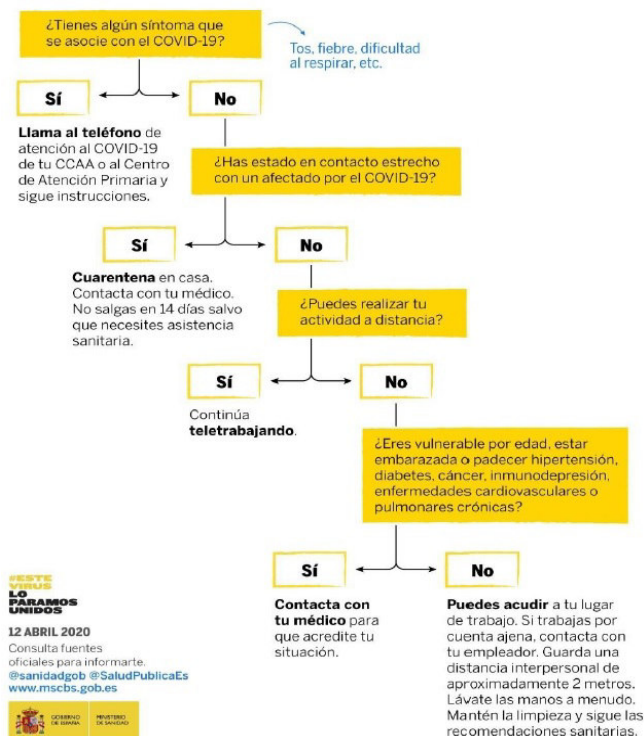 ¿Tienes algún síntoma que
se asocie con el COVID-19?
Tos, fiebre, dificultad
al respirar, etc.
Sí
No
Llama al teléfono de
atención al COVID-19
de tu CCAA o al Centro
de Atención Primaria y
sigue instrucciones.
¿Has estado en contacto estrecho
con un afectado por el COVID-19?
Sí
No
Cuarentena en casa.
Contacta con tu médico.
No salgas en 14 días salvo
que necesites asistencia
sanitaria.
¿Puedes realizar tu
actividad a distancia?
Sí
No
Continúa
teletrabajando.
¿Eres vulnerable por edad, estar
embarazada o padecer hipertensión,
diabetes, cáncer, inmunodepresión,
enfermedades cardiovasculares o
pulmonares crónicas?
Sí
No
Contacta con
tu médico para
que acredite tu
situación.
Puedes acudir a tu lugar
de trabajo. Si trabajas por
cuenta ajena, contacta con
tu empleador. Guarda una
distancia interpersonal de
aproximadamente 2 metros.
Lávate las manos a menudo.
Mantén la limpieza y sigue las
recomendaciones sanitarias.
#ESTE
VIRUS
LO
PARAMOS
UNIDOS
12 ABRIL 2020
Consulta fuentes
oficiales para informarte.
@sanidadgob @SaludPublicaEs
www.mscbs.gob.es
GOBIERNO
DE ESPAÑA
MINISTERIO
DE SANIDAD